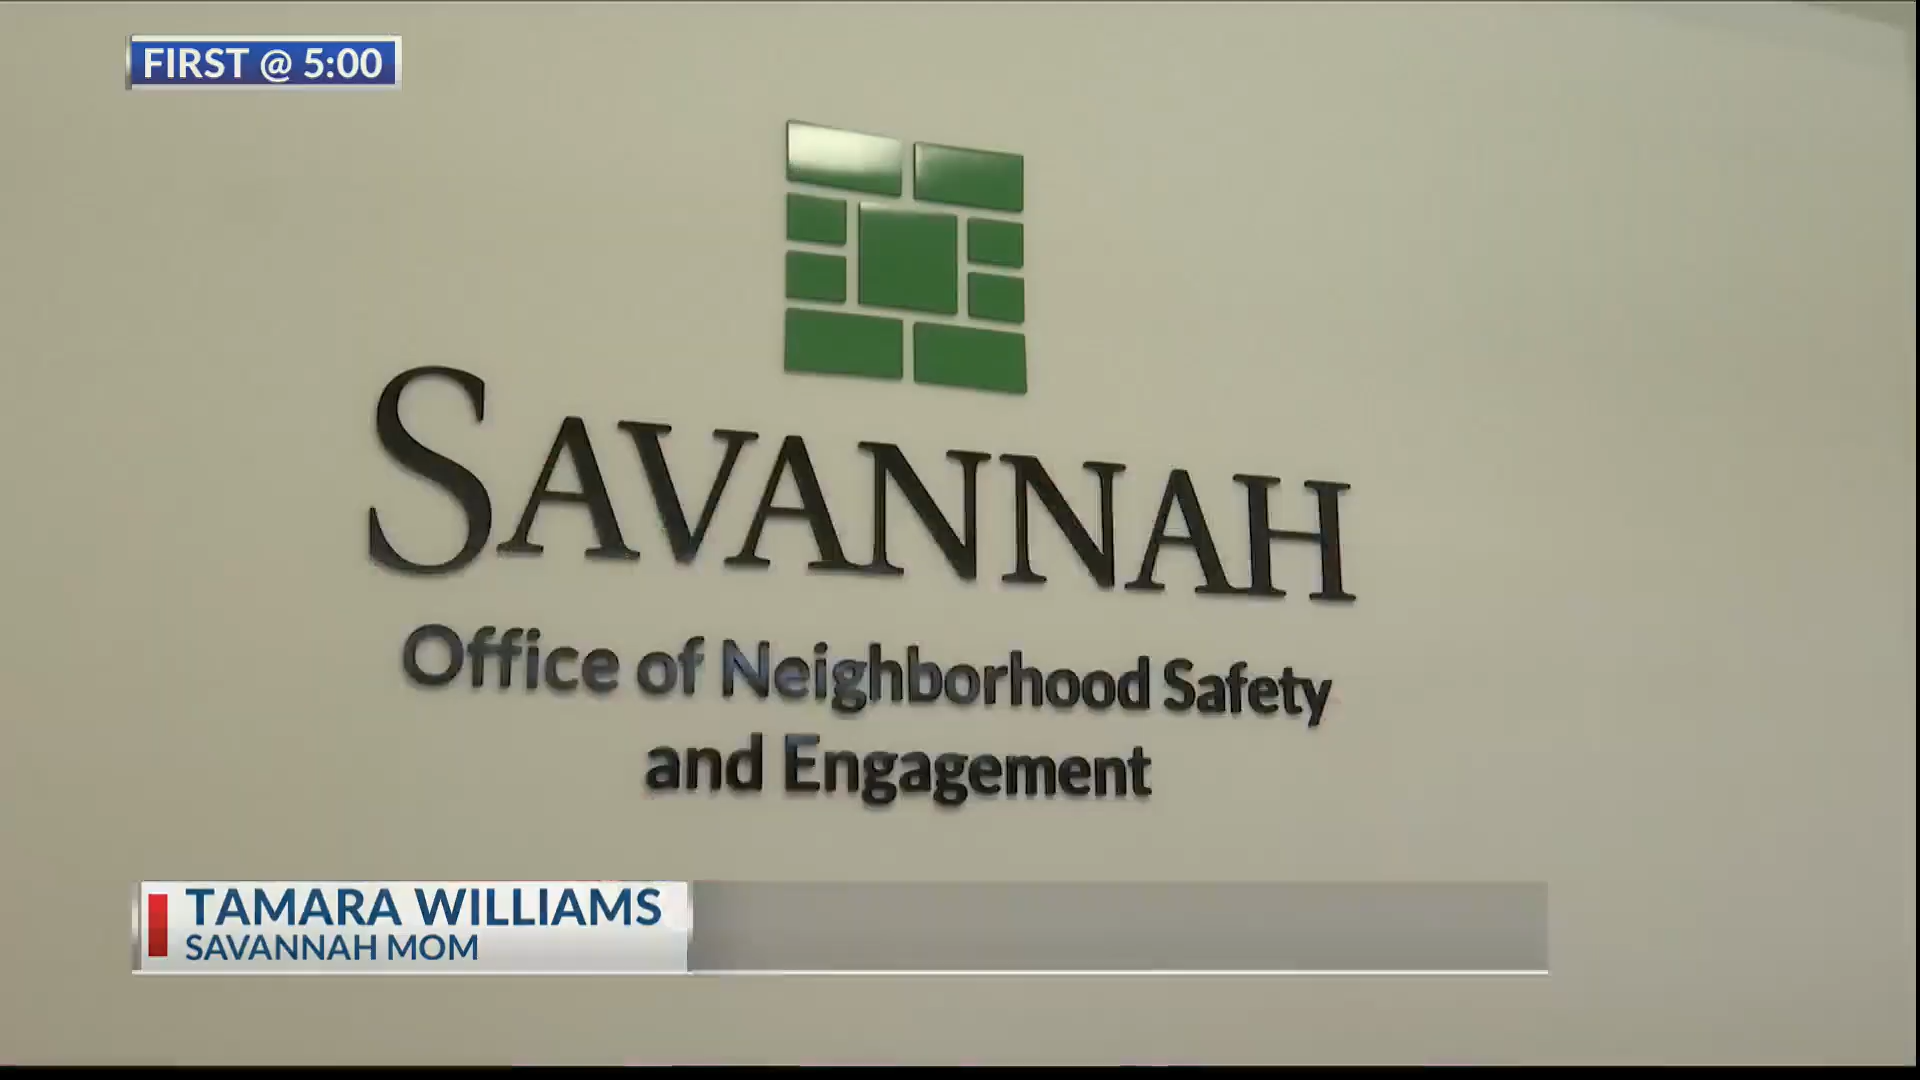 FIRST @ 5:00
SAVANNAH
Office of Neighborhood Safety
and Engagement
TAMARA WILLIAMS
SAVANNAH MOM